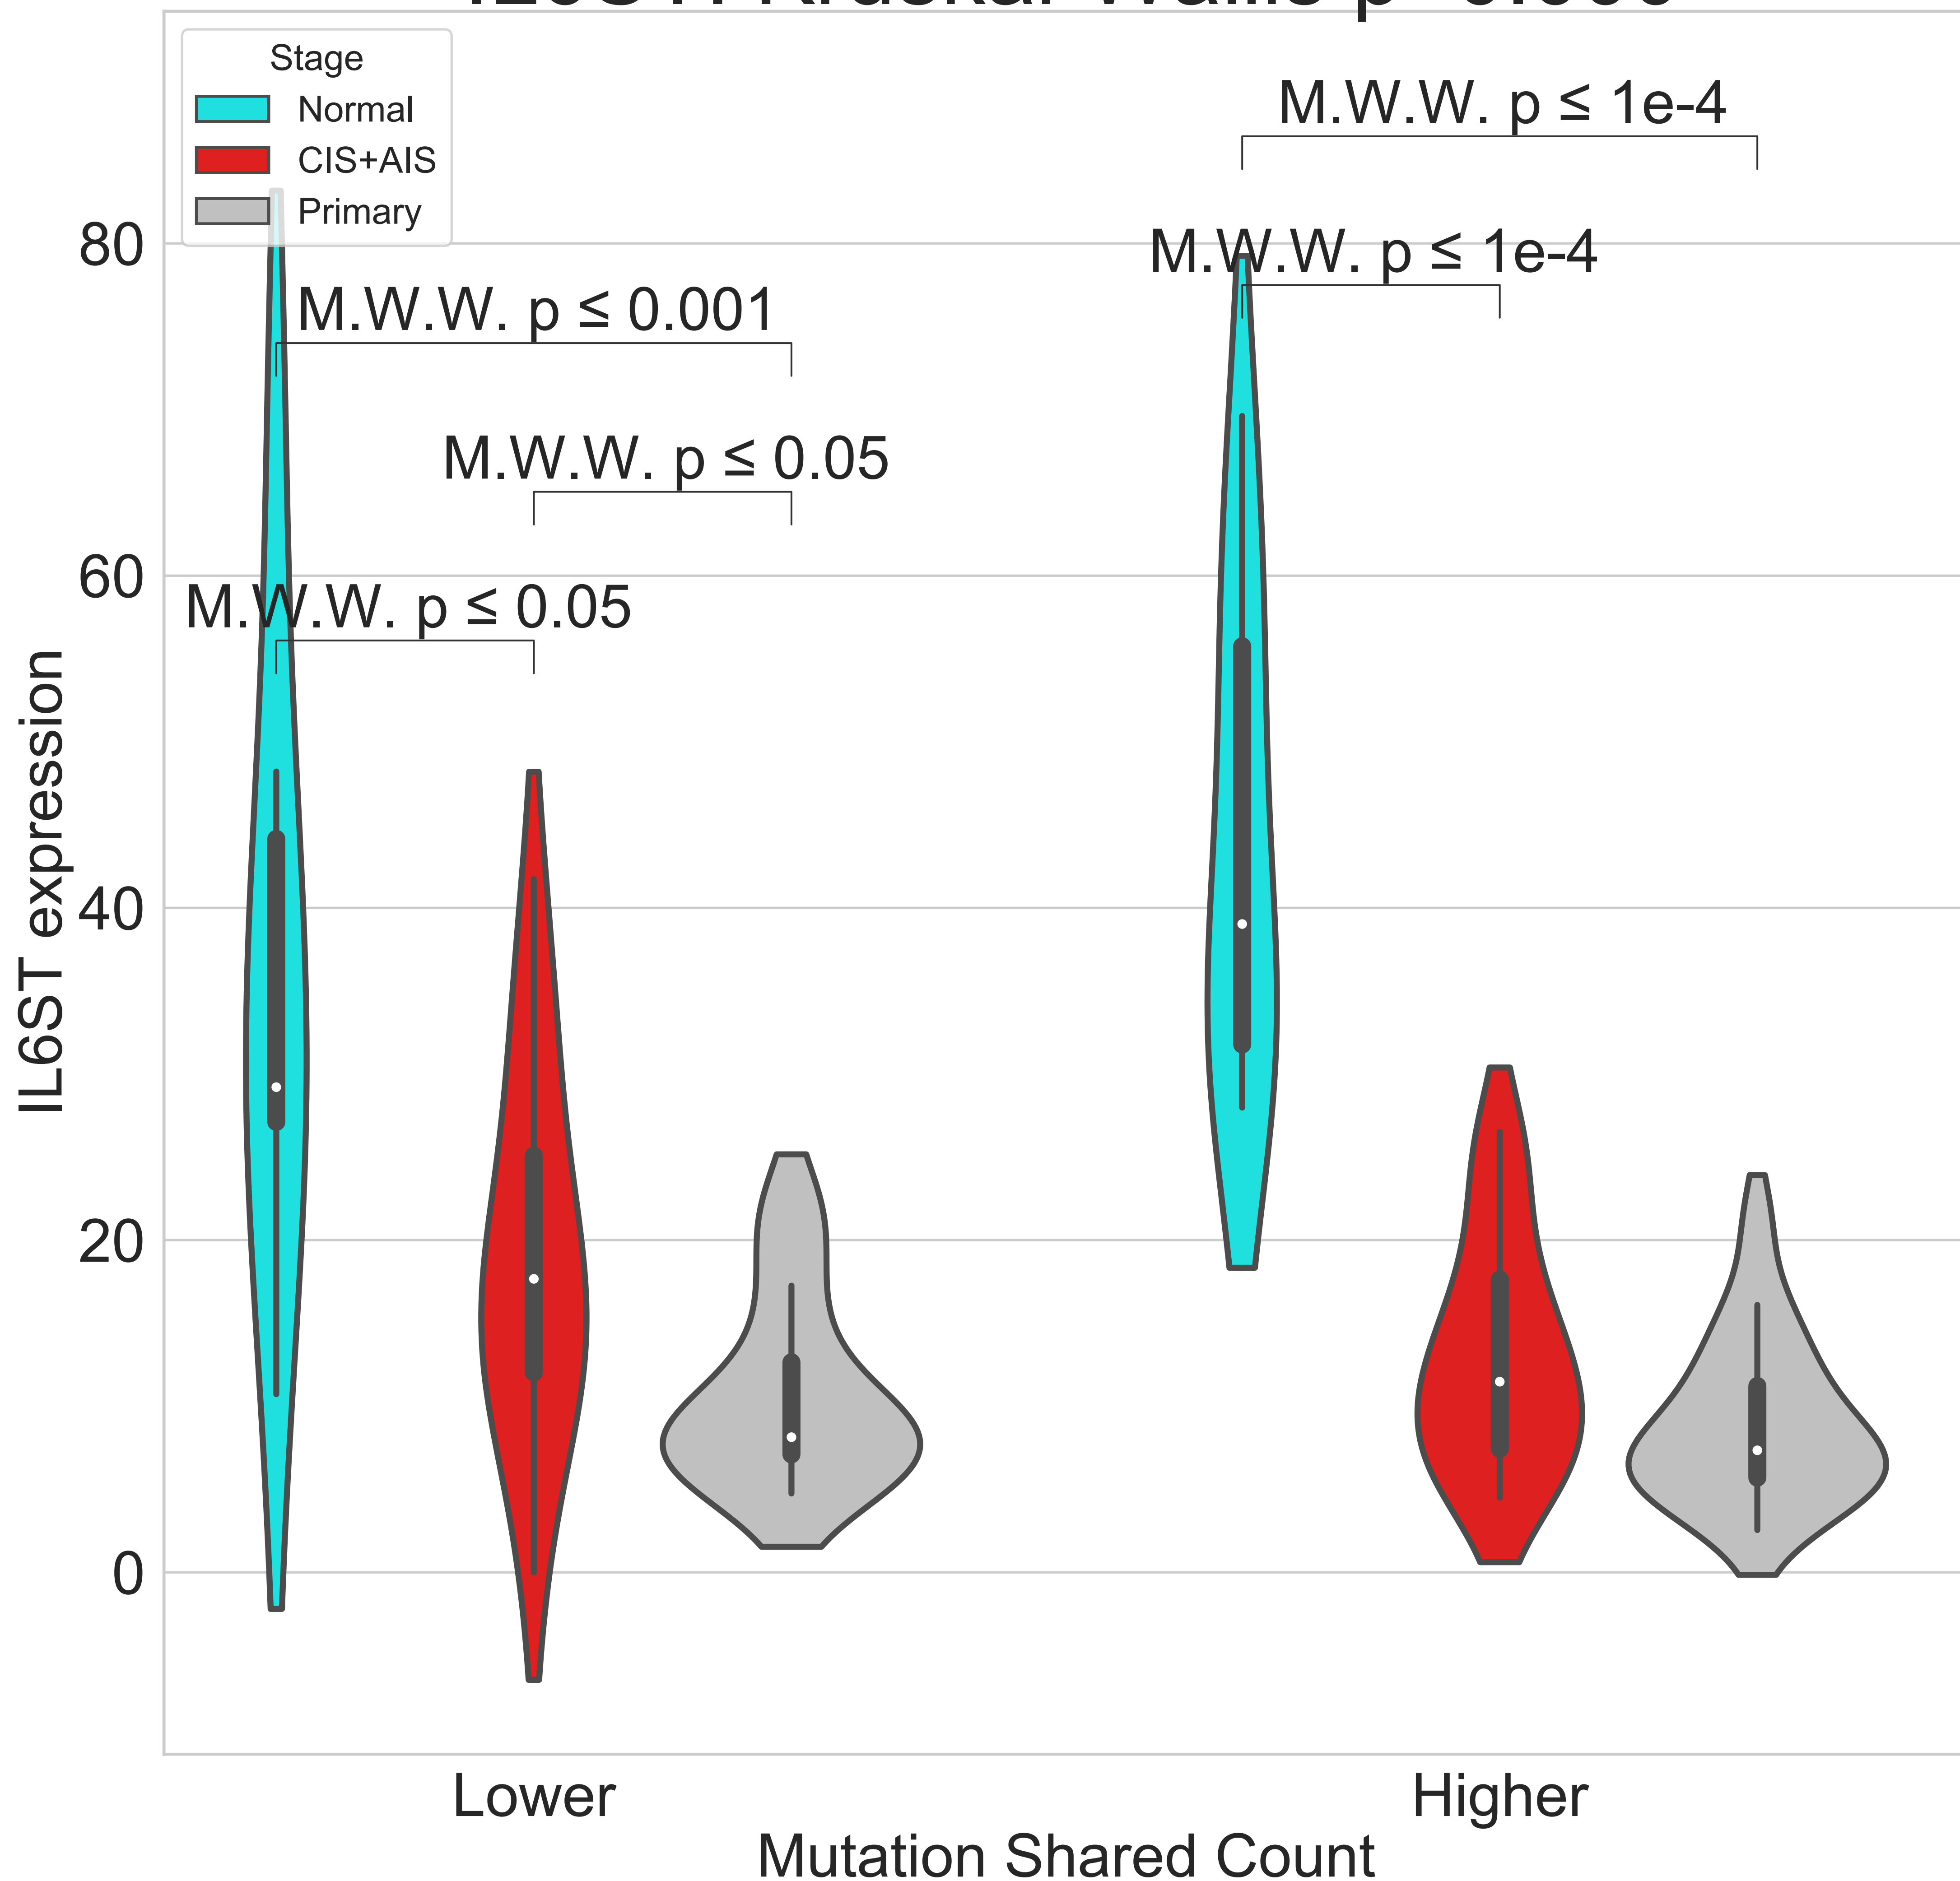 Stage
Normal
CIS+AIS
Primary
M.W.W. p ≤ 1e-4
M.W.W. p ≤ 1e-4
M.W.W. p ≤ 0.001
M.W.W. p ≤ 0.05
M.W.W. p ≤ 0.05
IL6ST expression
80
60
40
20
0
Lower
Higher
Mutation Shared Count